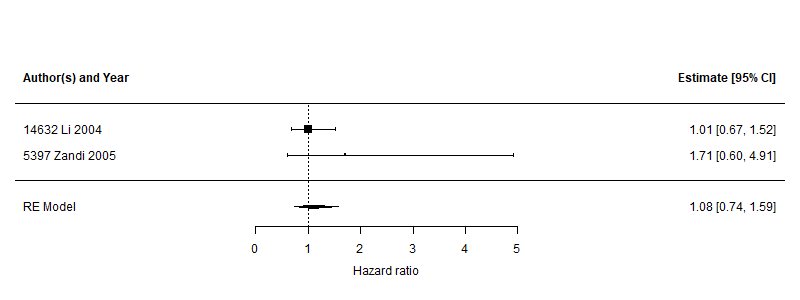 Author(s) and Year Estimate [95% CI]
14632 Li 2004 1.01 [0.67, 1.52]
5397 Zandi 2005 1.71 [0.60, 4.91]
RE Model 1.08 [0.74, 1.59]
0 1 2 3 4 5
Hazard ratio